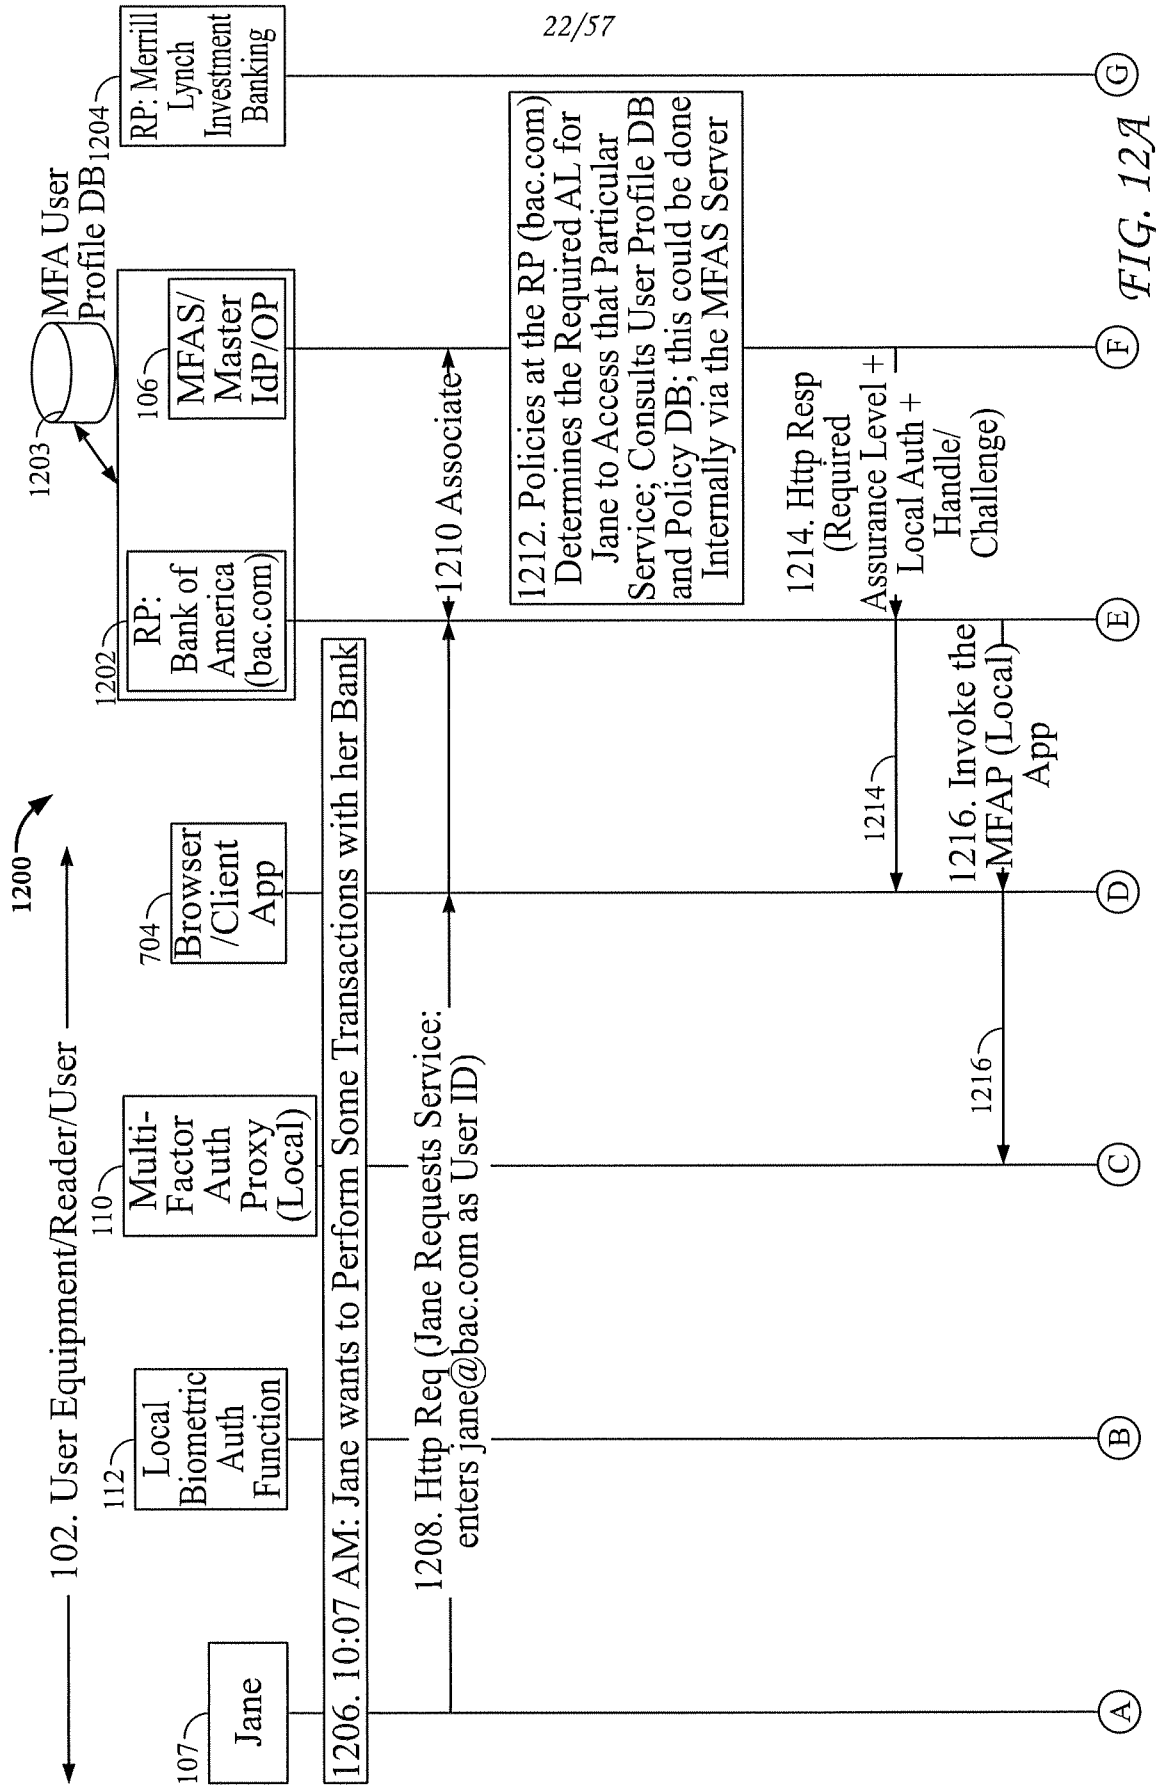 22/57
1200
102. User Equipment/Reader/User
107
Jane
112
Local
Biometric
Auth
Function
110
Multi-
Factor
Auth
Proxy
(Local)
704
Browser
/Client
App
1202
RP:
Bank of
America
(bac.com)
1203
MFA User
Profile DB
106
MFAS/
Master
IdP/OP
1204
RP: Merrill
Lynch
Investment
Banking
1206. 10:07 AM: Jane wants to Perform Some Transactions with her Bank
1208. Http Req (Jane Requests Service:
enters jane@bac.com as User ID)
1210 Associate
1212. Policies at the RP (bac.com)
Determines the Required AL for
Jane to Access that Particular
Service; Consults User Profile DB
and Policy DB; this could be done
Internally via the MFAS Server
1214. Http Resp
(Required
Assurance Level +
Local Auth +
Handle/
Challenge)
1214
1216. Invoke the
MFAP (Local)
App
1216
A
B
C
D
E
F
G
FIG. 12A